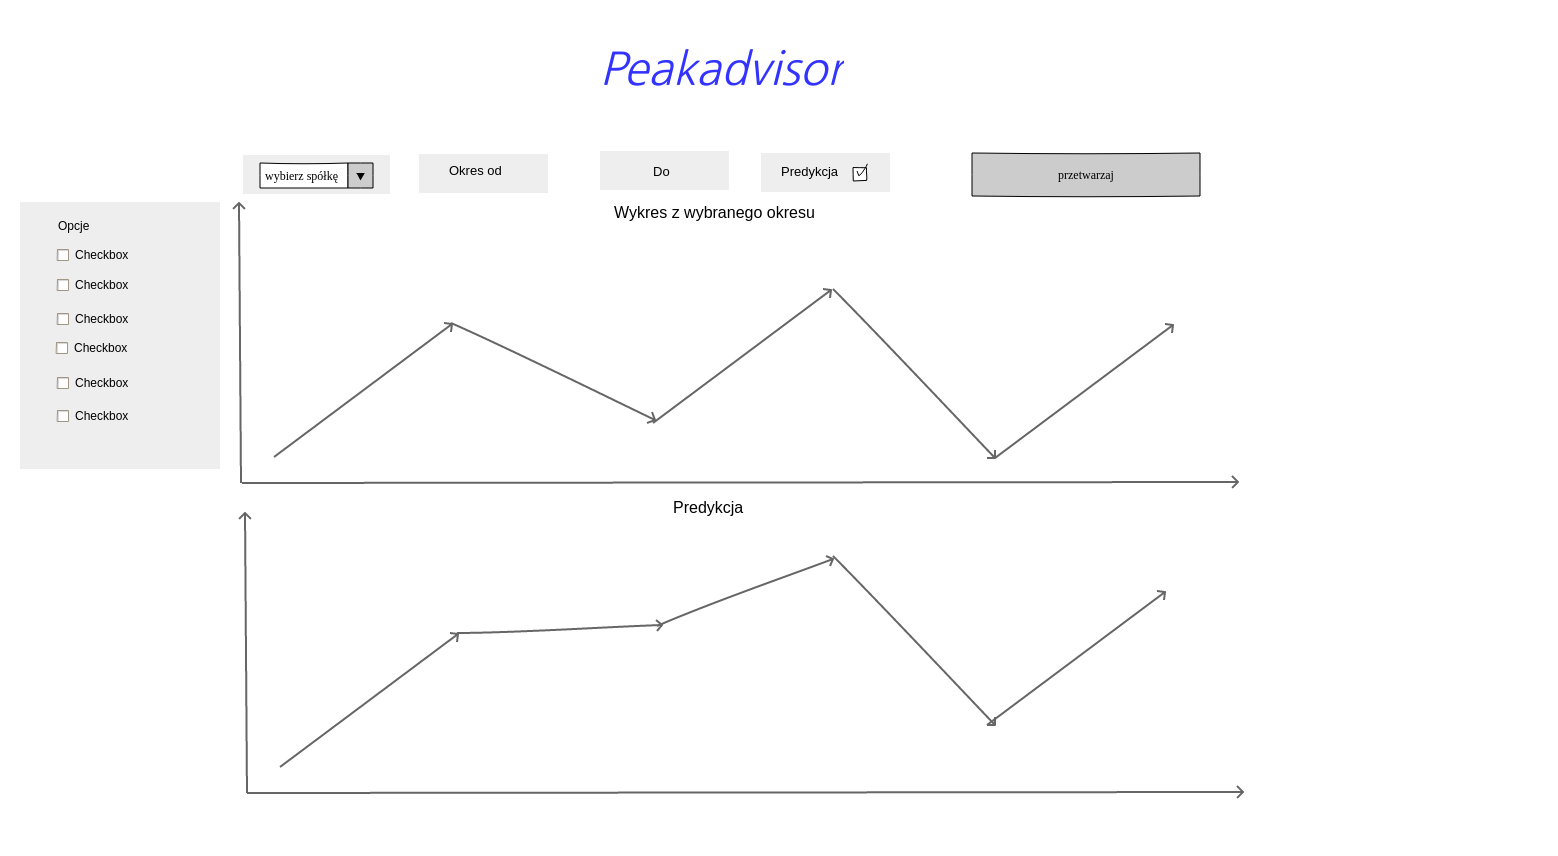 Peakadvisor
wybierz spółkę
Okres od
Do
Predykcja
przetwarzaj
Wykres z wybranego okresu
Opcje
Checkbox
Checkbox
Checkbox
Checkbox
Checkbox
Checkbox
Predykcja